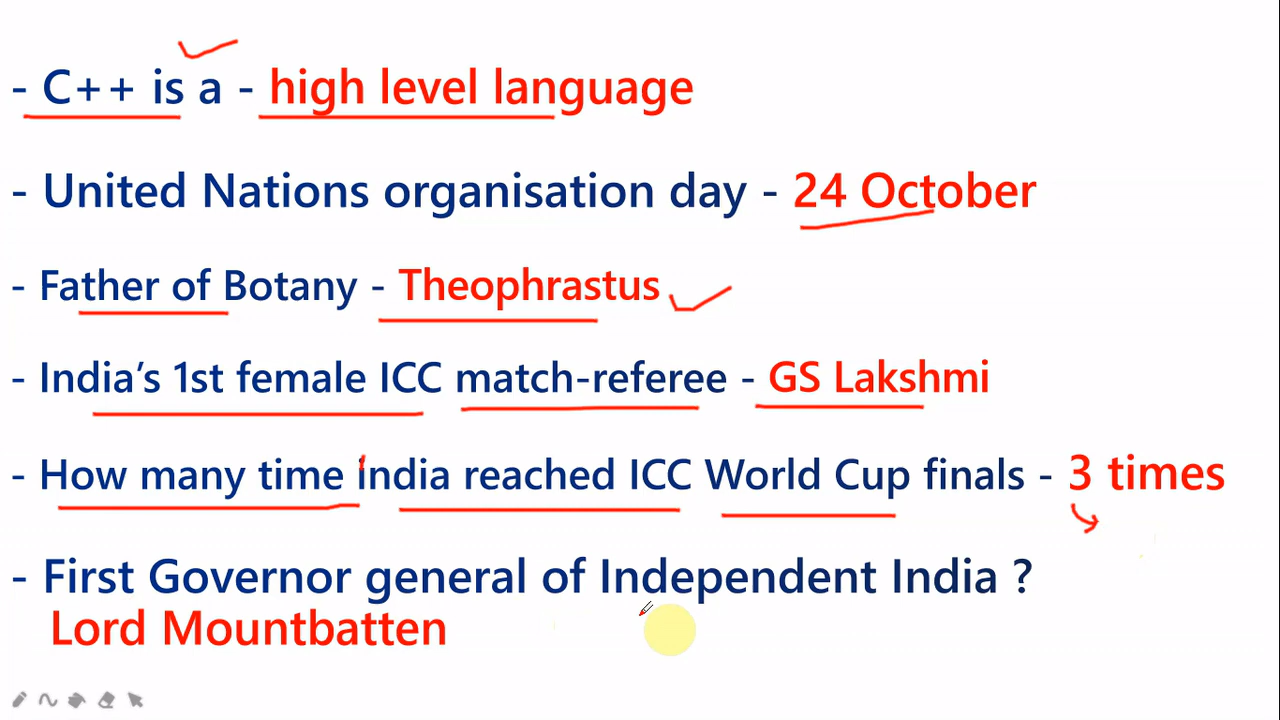 - C++ is a - high level language
- United Nations organisation day - 24 October
- Father of Botany - Theophrastus
- India’s 1st female ICC match-referee - GS Lakshmi
- How many time india reached ICC World Cup finals - 3 times
- First Governor general of Independent India ?
Lord Mountbatten